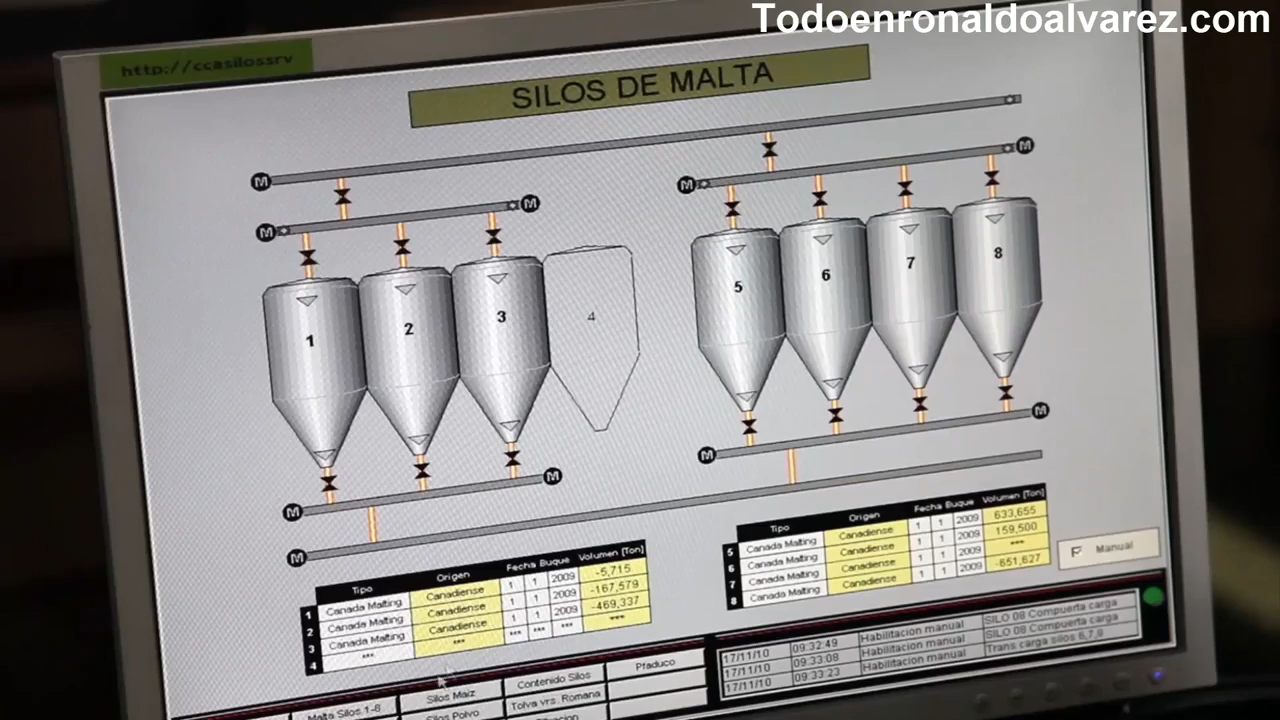 Todoenronaldoalvarez.com
http://ccasilossrv
SILOS DE MALTA
M
M
M
M M
M
1 2 3 4
5 6 7 8
M M
M M
M
Tipo Origen Fecha Buque Volumen [Ton]
1 Canada Malting Canadiense 1 1 2009 -5,715
2 Canada Malting Canadiense 1 1 2009 -167,579
3 Canada Malting Canadiense 1 1 2009 -469,337
4 *** *** *** *** *** ***
Tipo Origen Fecha Buque Volumen [Ton]
5 Canada Malting Canadiense 1 1 2009 633,655
6 Canada Malting Canadiense 1 1 2009 159,500
7 Canada Malting Canadiense 1 1 2009 ***
8 Canada Malting Canadiense 1 1 2009 -651,627
Manual
17/11/10 09:32:49 Habilitacion manual SILO 08 Compuerta carga
17/11/10 09:33:08 Habilitacion manual SILO 08 Compuerta carga
17/11/10 09:33:23 Habilitacion manual Trans carga silos 6,7,8
Malta Silos 1-8 Silos Maiz Contenido Silos Pfaduco
Silos Polvo Tolva vrs. Romana